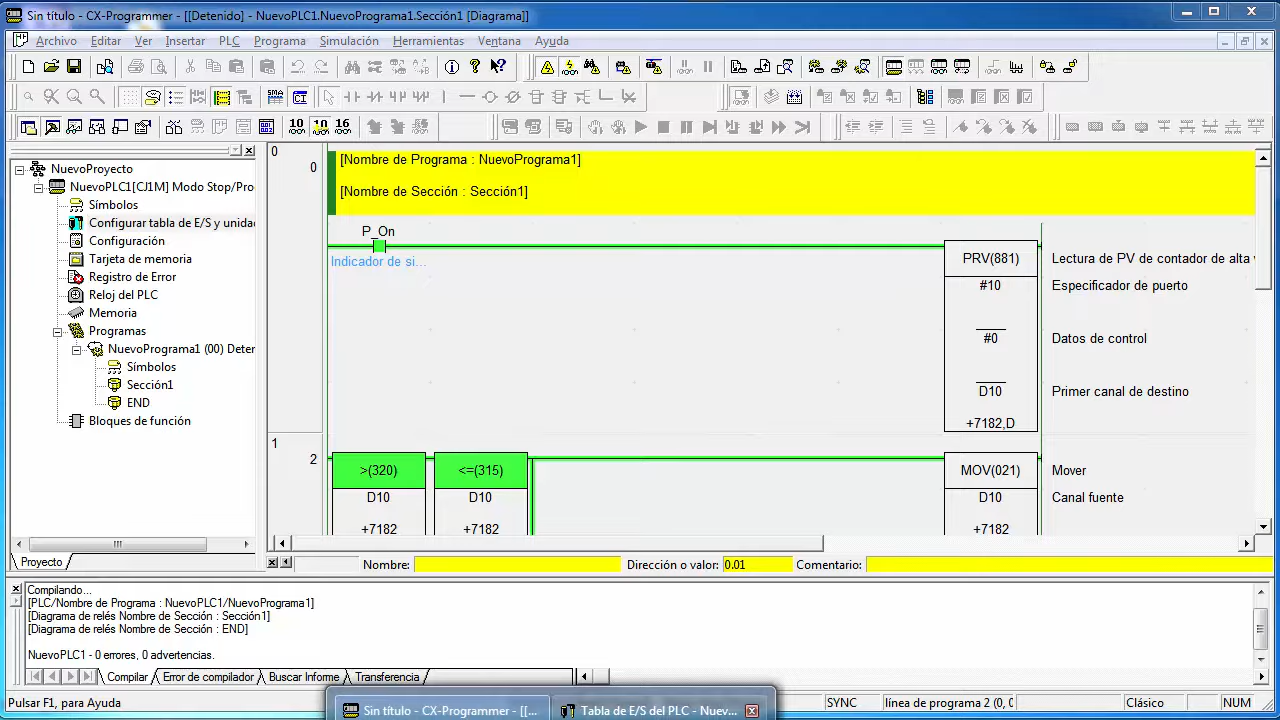 Sin título - CX-Programmer - [[Detenido] - NuevoPLC1.NuevoPrograma1.Sección1 [Diagrama]]
Archivo Editar Ver Insertar PLC Programa Simulación Herramientas Ventana Ayuda
10 10 16
NuevoProyecto
NuevoPLC1[CJ1M] Modo Stop/Pro
Símbolos
Configurar tabla de E/S y unida
Configuración
Tarjeta de memoria
Registro de Error
Reloj del PLC
Memoria
Programas
NuevoPrograma1 (00) Deter
Símbolos
Sección1
END
Bloques de función
Proyecto
0
0
[Nombre de Programa : NuevoPrograma1]
[Nombre de Sección : Sección1]
P_On
Indicador de si...
PRV(881) Lectura de PV de contador de alta
#10 Especificador de puerto
#0 Datos de control
D10 Primer canal de destino
+7182,D
1
2
>(320) <=(315) MOV(021) Mover
D10 D10 D10 Canal fuente
+7182 +7182 +7182
Nombre: Dirección o valor: 0.01 Comentario:
Compilando...
[PLC/Nombre de Programa : NuevoPLC1/NuevoPrograma1]
[Diagrama de relés Nombre de Sección : Sección1]
[Diagrama de relés Nombre de Sección : END]
NuevoPLC1 - 0 errores, 0 advertencias.
Compilar Error de compilador Buscar Informe Transferencia
Pulsar F1, para Ayuda
Sin título - CX-Programmer - [[... Tabla de E/S del PLC - Nuev...
SYNC línea de programa 2 (0, Clásico NUM